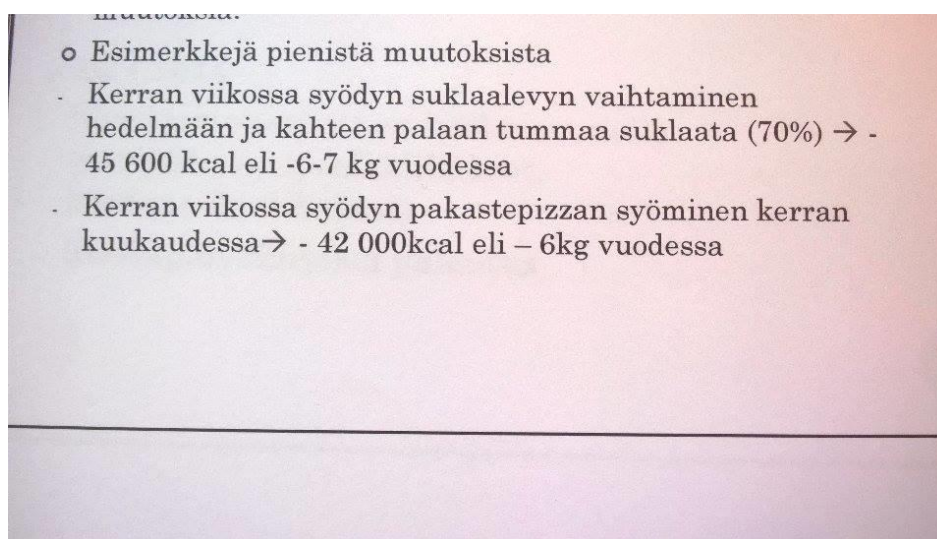 o Esimerkkejä pienistä muutoksista
- Kerran viikossa syödyn suklaalevyn vaihtaminen
hedelmään ja kahteen palaan tummaa suklaata (70%) → -
45 600 kcal eli -6-7 kg vuodessa
- Kerran viikossa syödyn pakastepizzan syöminen kerran
kuukaudessa→ - 42 000kcal eli – 6kg vuodessa